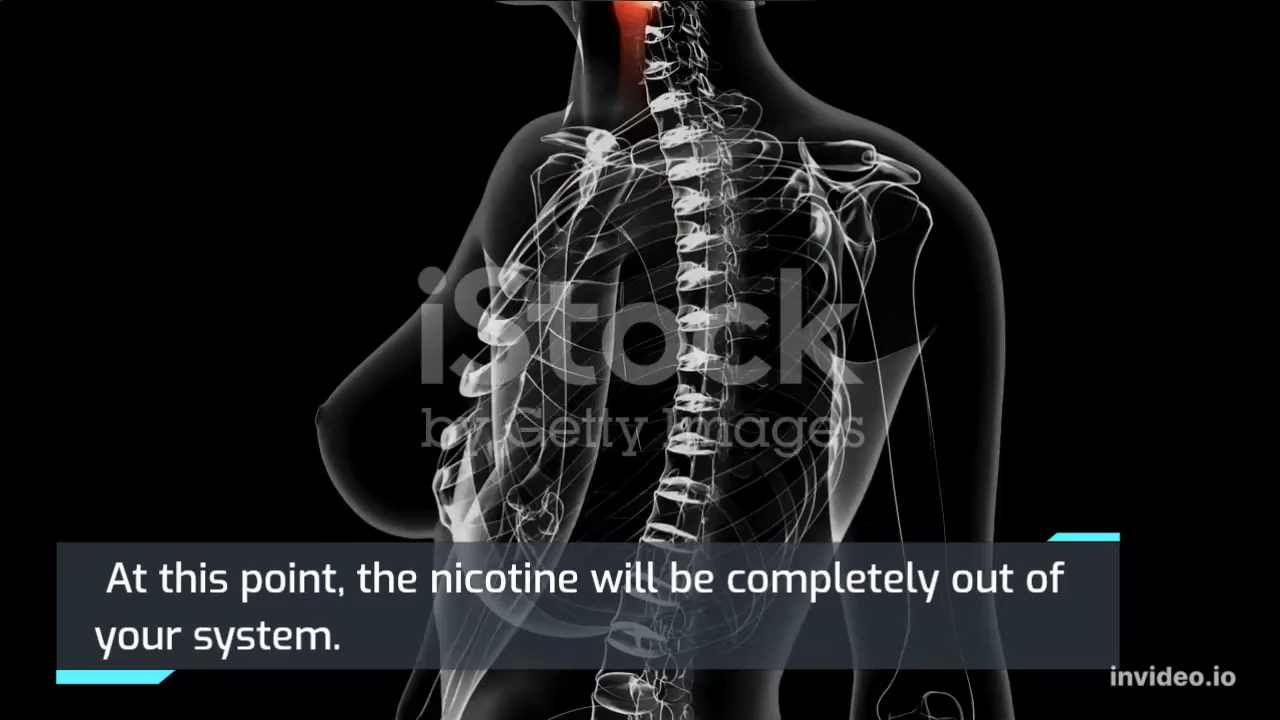 iStock
by Getty Images
At this point, the nicotine will be completely out of
your system.
invideo.io